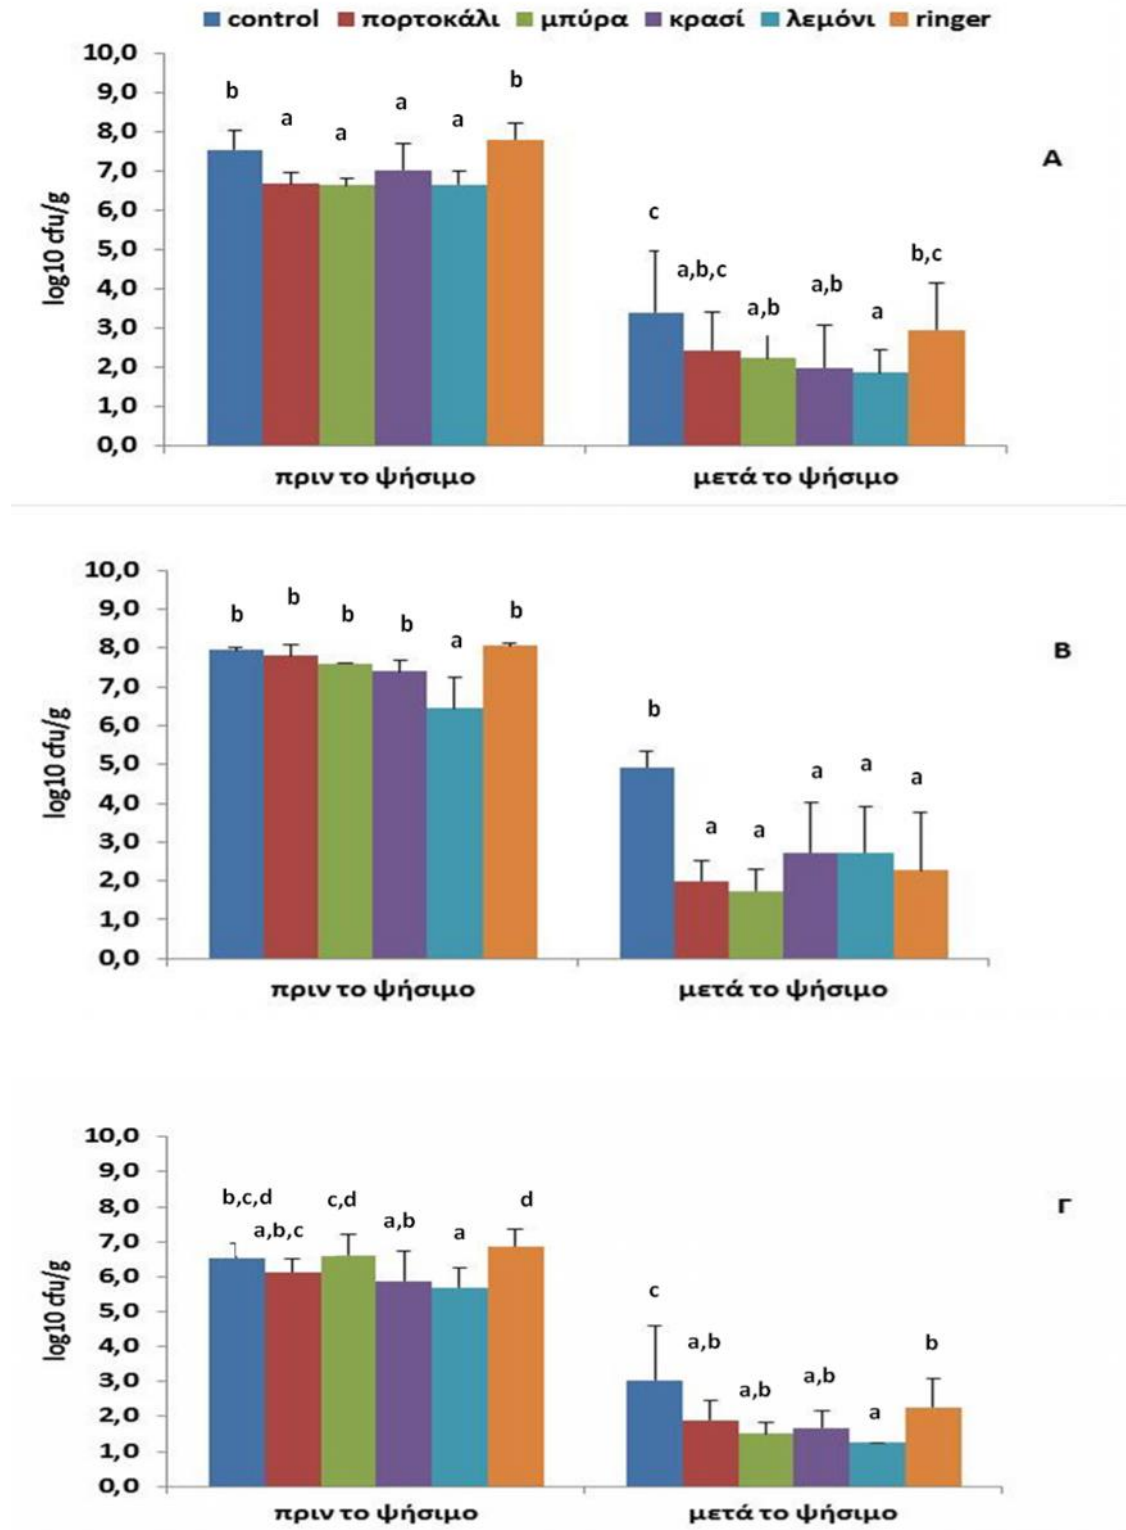 control πορτοκάλι μπύρα κρασί λεμόνι ringer
10,0
9,0
8,0
7,0
6,0
5,0
4,0
3,0
2,0
1,0
0,0
log10 cfu/g
b a a a a b
c a,b,c a,b a,b a b,c
A
πριν το ψήσιμο μετά το ψήσιμο
10,0
9,0
8,0
7,0
6,0
5,0
4,0
3,0
2,0
1,0
0,0
log10 cfu/g
b b b b a b
b a a a a a
B
πριν το ψήσιμο μετά το ψήσιμο
10,0
9,0
8,0
7,0
6,0
5,0
4,0
3,0
2,0
1,0
0,0
log10 cfu/g
b,c,d a,b,c c,d a,b a d
c a,b a,b a,b a b
Γ
πριν το ψήσιμο μετά το ψήσιμο